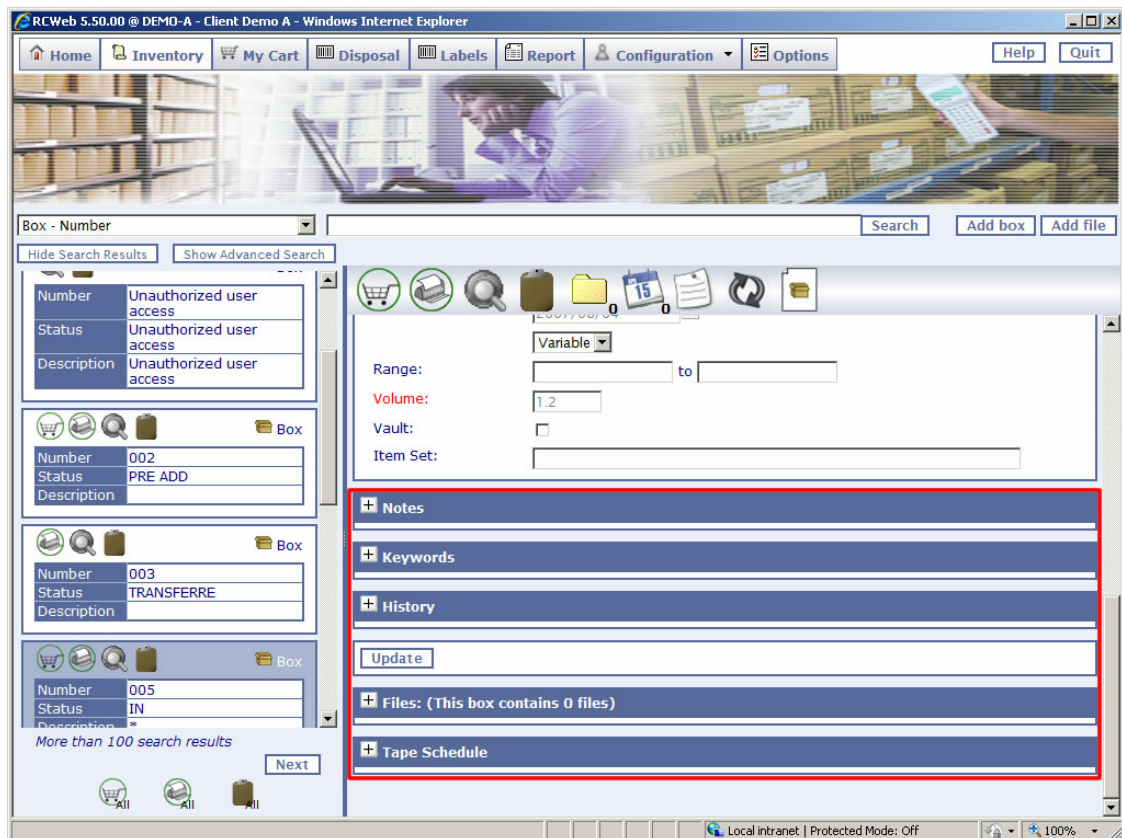 RCWeb 5.50.00 @ DEMO-A - Client Demo A - Windows Internet Explorer
Home Inventory My Cart Disposal Labels Report Configuration Options Help Quit
Box - Number Search Add box Add file
Hide Search Results Show Advanced Search
Number Unauthorized user
access
Status Unauthorized user
access
Description Unauthorized user
access
Box
Number 002
Status PRE ADD
Description
Box
Number 003
Status TRANSFERRE
Description
Box
Number 005
Status IN
Description *
More than 100 search results
Next
All All All
0 15 0
2007/08/04
Variable
Range: to
Volume: 1.2
Vault:
Item Set:
Notes
Keywords
History
Update
Files: (This box contains 0 files)
Tape Schedule
Local intranet | Protected Mode: Off 100%